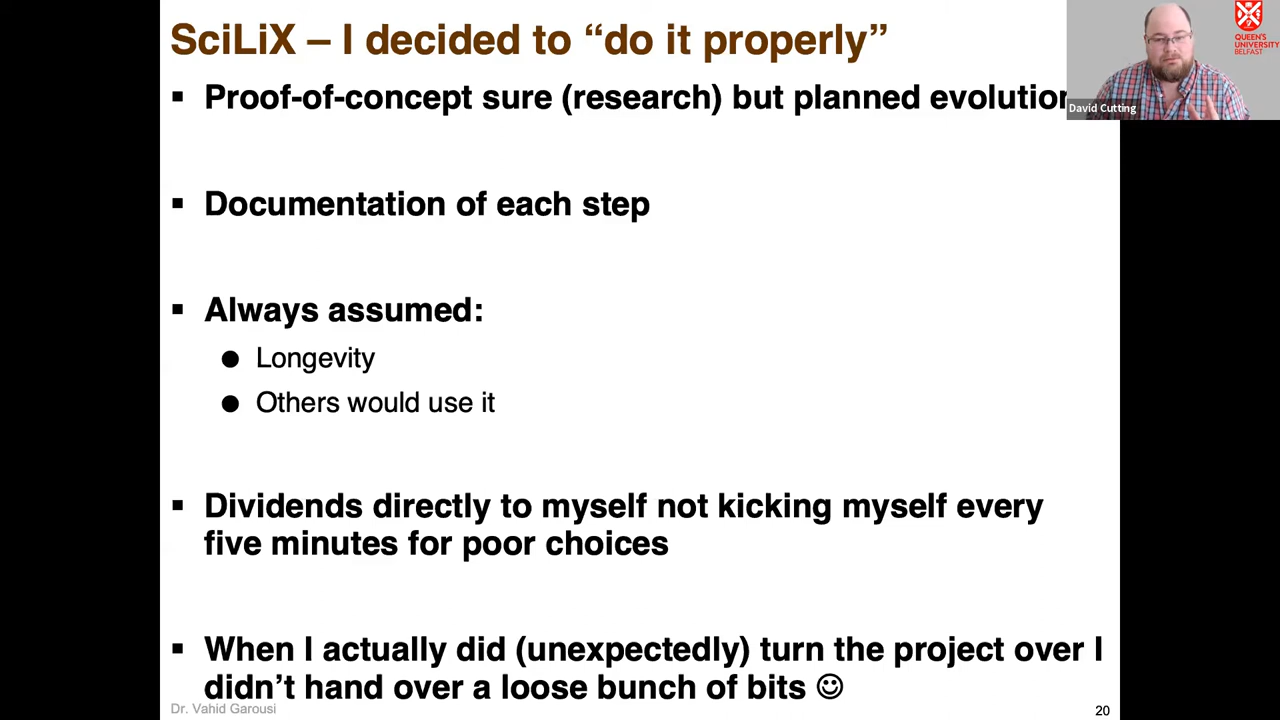 SciLiX – I decided to “do it properly”
▪ Proof-of-concept sure (research) but planned evolution
▪ Documentation of each step
▪ Always assumed:
● Longevity
● Others would use it
▪ Dividends directly to myself not kicking myself every
five minutes for poor choices
▪ When I actually did (unexpectedly) turn the project over I
didn’t hand over a loose bunch of bits ☺
Dr. Vahid Garousi
20
David Cutting
QUEEN'S
UNIVERSITY
BELFAST